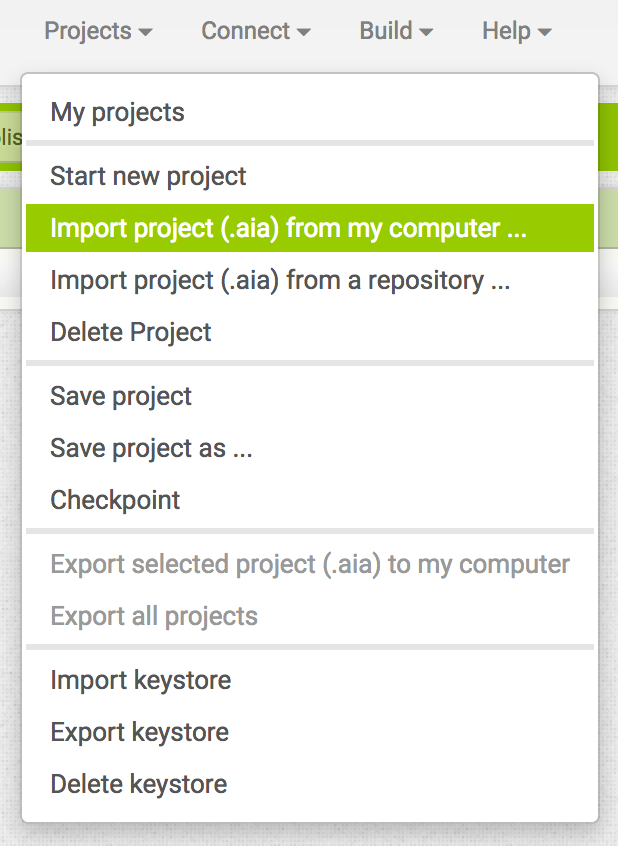 Projects Connect Build Help
My projects
lis
Start new project
Import project (.aia) from my computer ...
Import project (.aia) from a repository ...
Delete Project
Save project
Save project as ...
Checkpoint
Export selected project (.aia) to my computer
Export all projects
Import keystore
Export keystore
Delete keystore